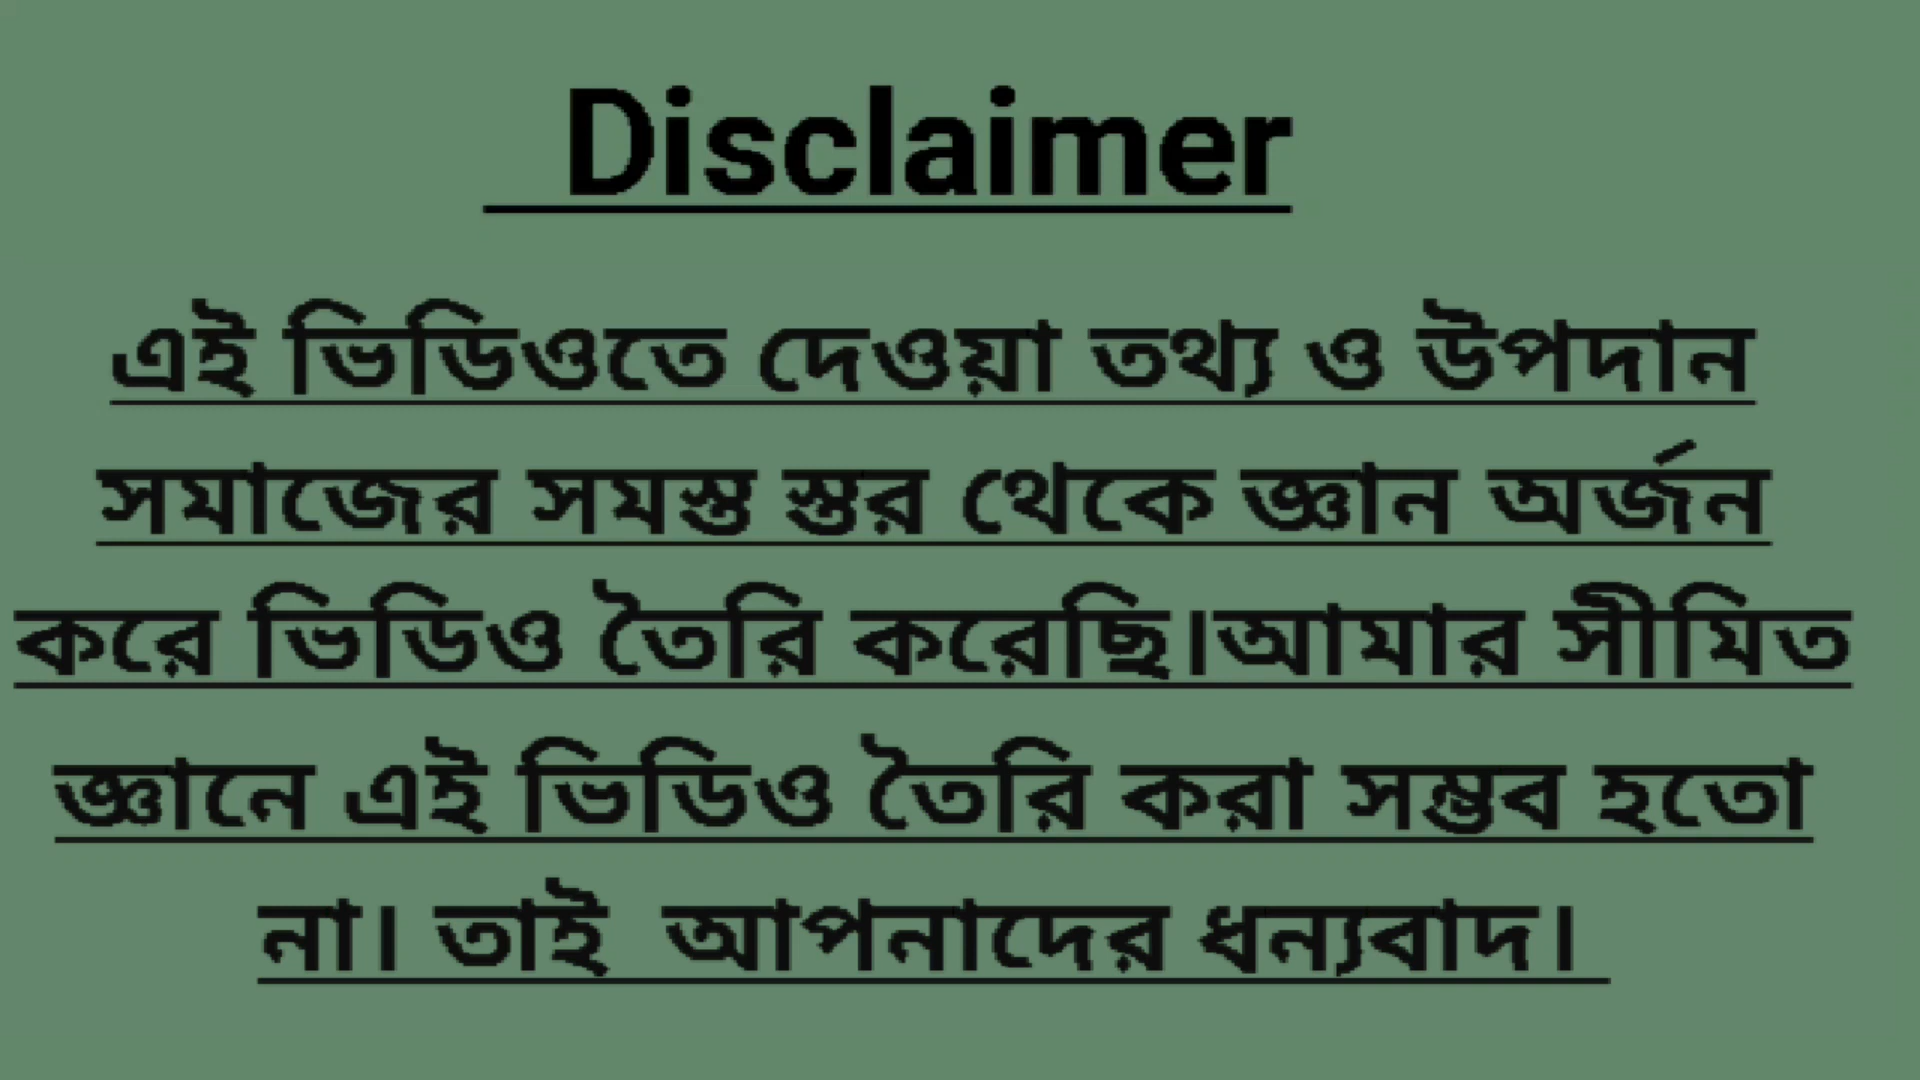 Disclaimer
এই ভিডিওতে দেওয়া তথ্য ও উপদান
সমাজের সমস্ত স্তর থেকে জ্ঞান অর্জন
করে ভিডিও তৈরি করেছি।আমার সীমিত
জ্ঞানে এই ভিডিও তৈরি করা সম্ভব হতো
না। তাই আপনাদের ধন্যবাদ।